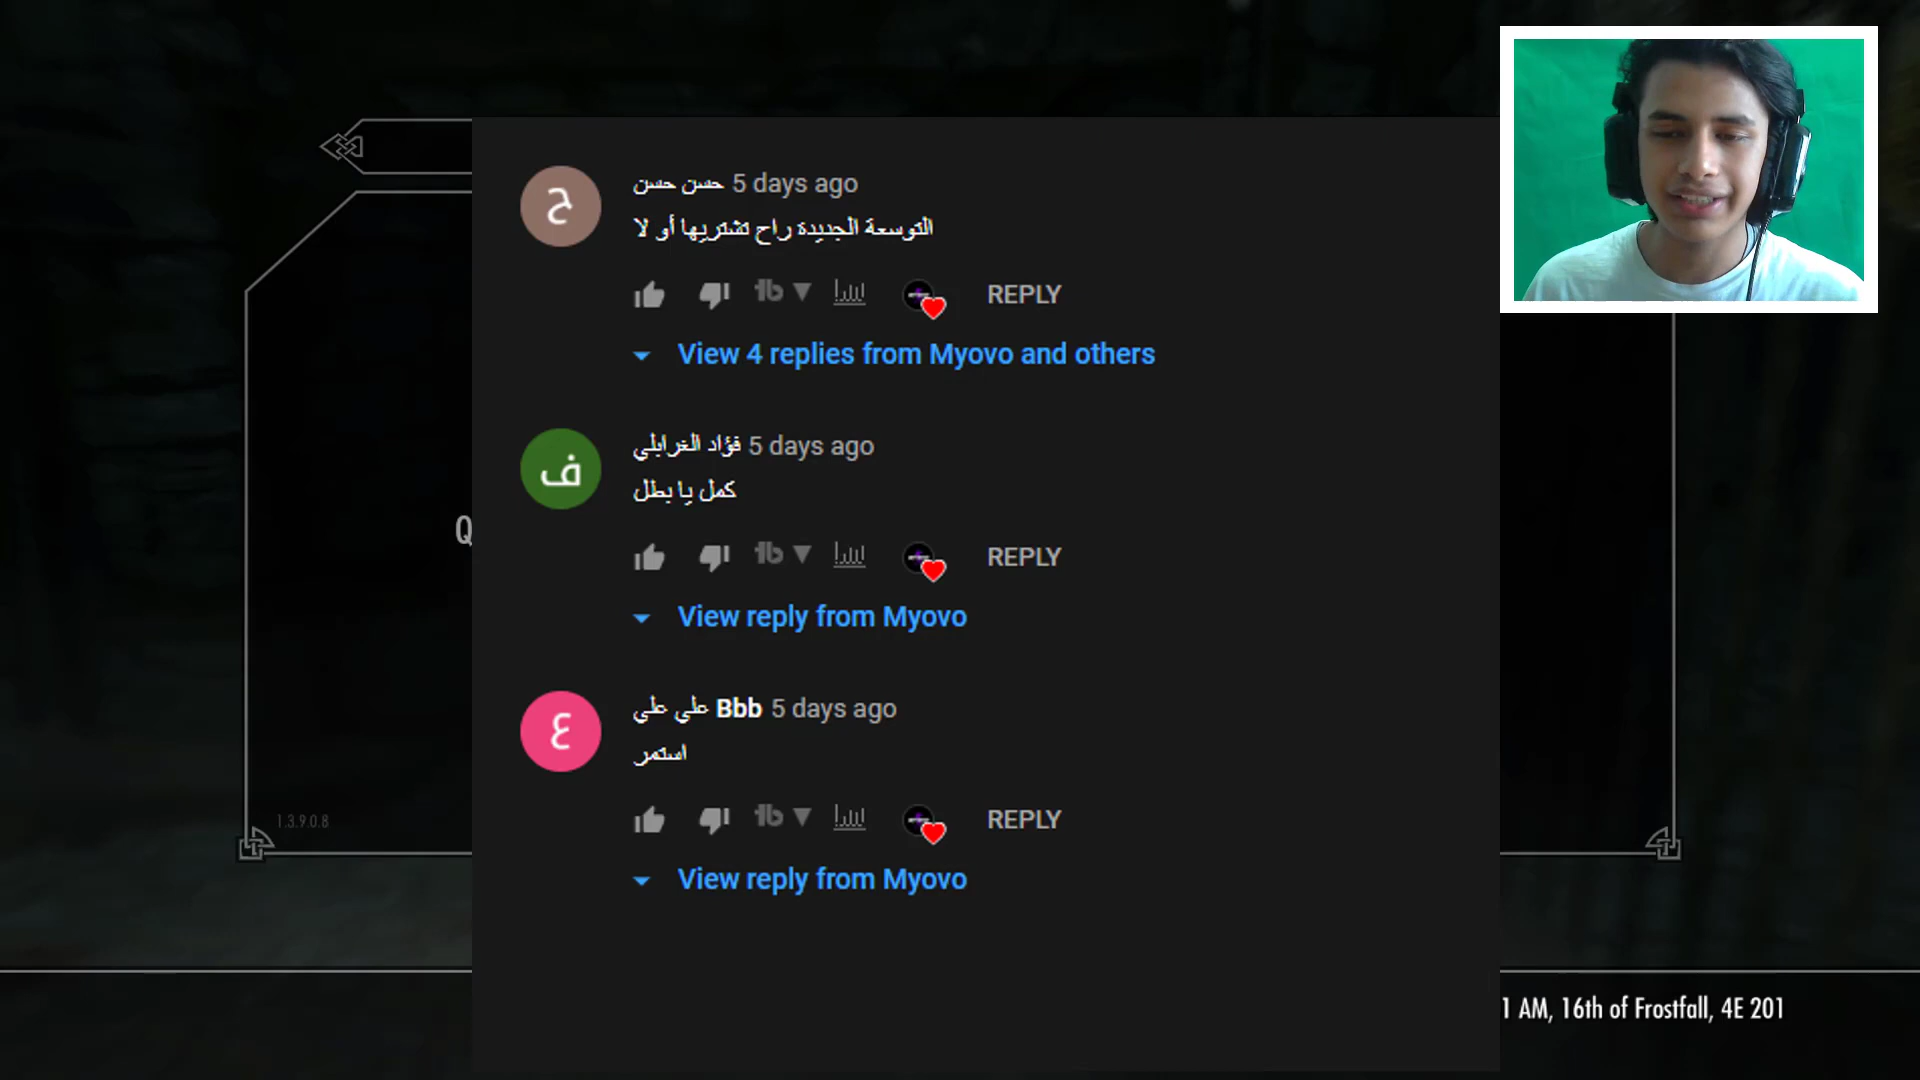 ح
حسن حسن 5 days ago
التوسعة الجديدة راح تشتريها أو لا
REPLY
View 4 replies from Myovo and others
ف
فؤاد الغرابلي 5 days ago
كمل يا بطل
Q
REPLY
View reply from Myovo
ع
علي علي Bbb 5 days ago
استمر
1.3.9.0.8
REPLY
View reply from Myovo
1 AM, 16th of Frostfall, 4E 201